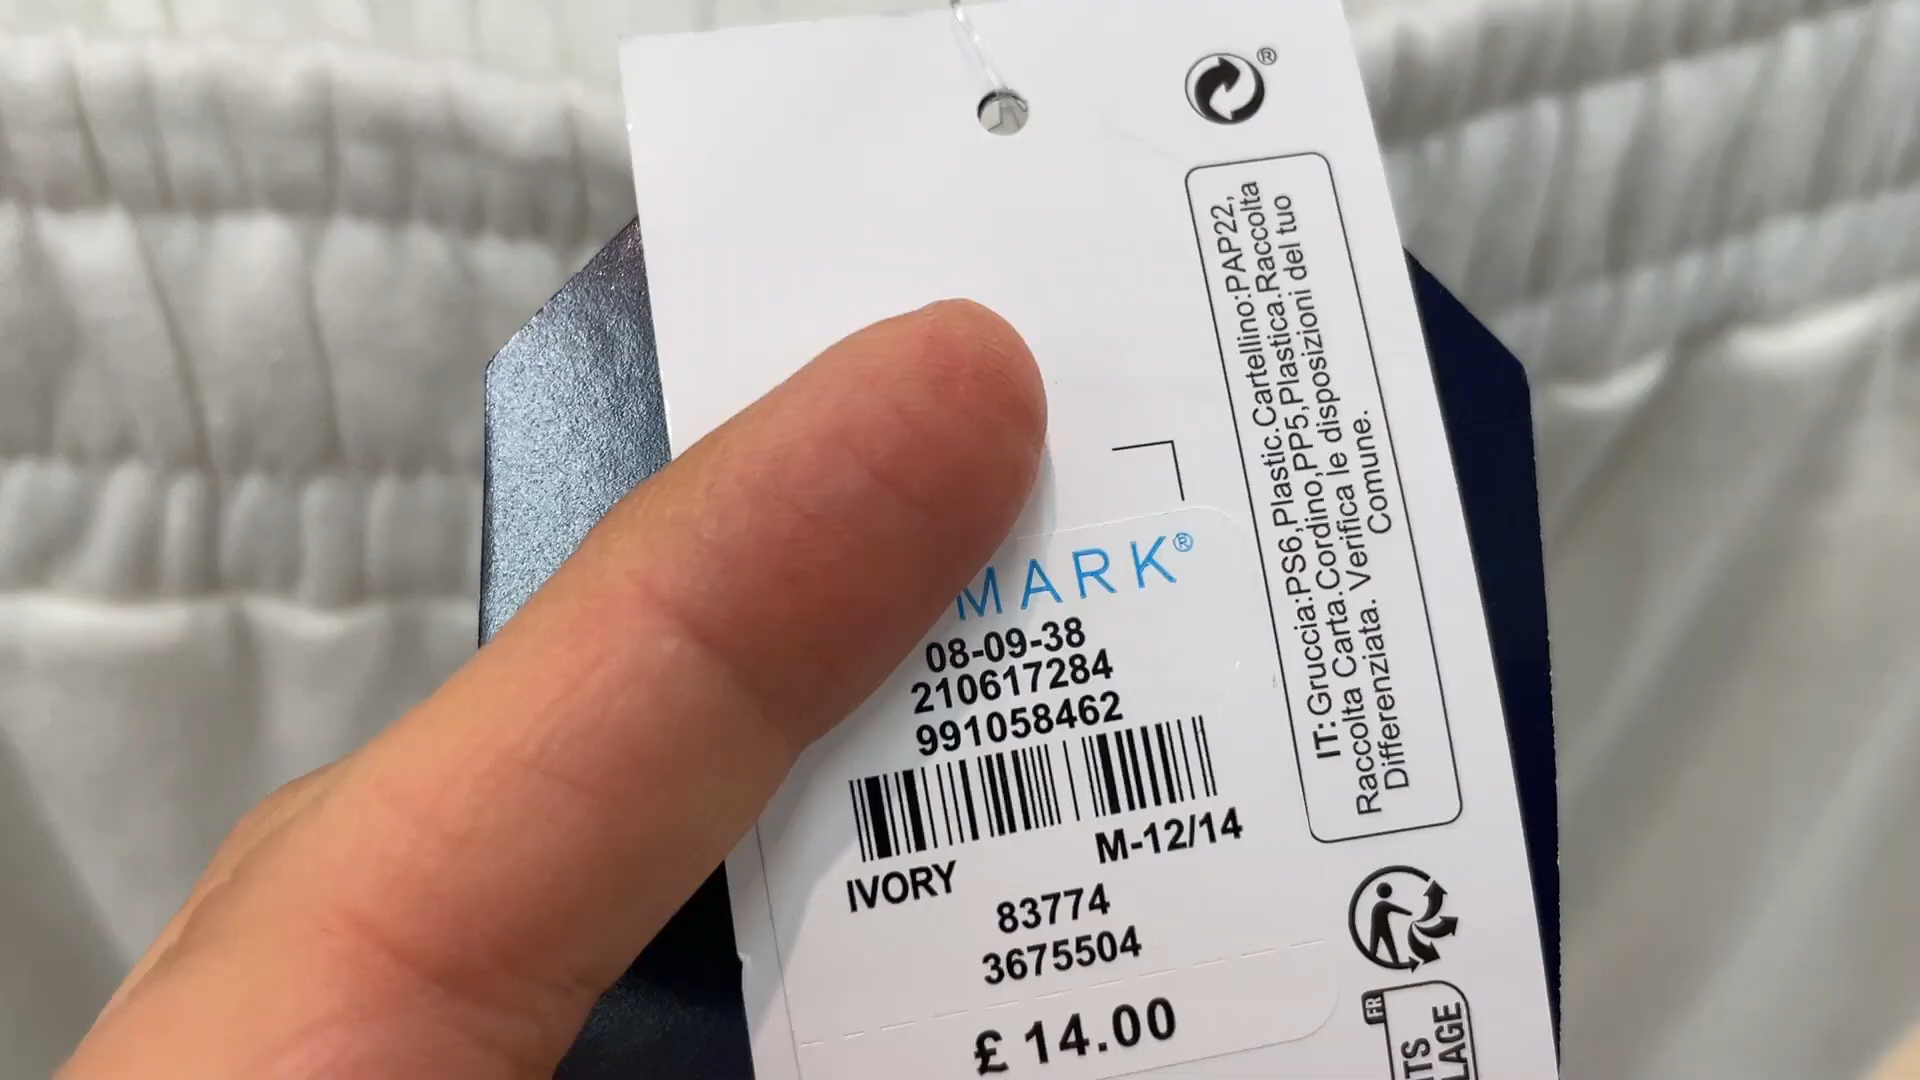 ®
IT: Gruccia:PS6,Plastic.Cartellino:PAP22,
Raccolta Carta.Cordino,PP5,Plastica.Raccolta
Differenziata. Verifica le disposizioni del tuo
Comune.
MARK®
08-09-38
210617284
991058462
M-12/14
IVORY
83774
3675504
£ 14.00
FR